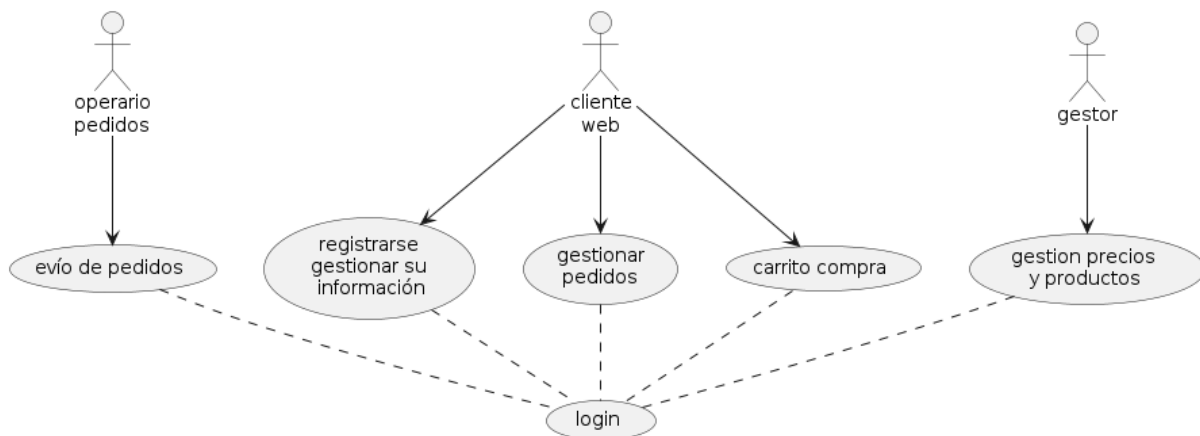 operario
pedidos
cliente
web
gestor
evío de pedidos
registrarse
gestionar su
información
gestionar
pedidos
carrito compra
gestion precios
y productos
login